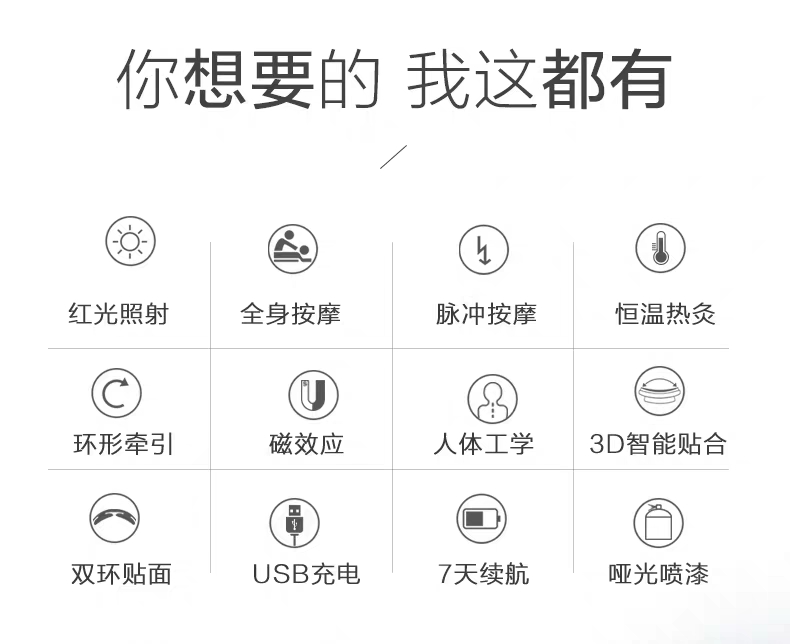 你想要的 我这都有
红光照射 全身按摩 脉冲按摩 恒温热灸
环形牵引 磁效应 人体工学 3D智能贴合
双环贴面 USB充电 7天续航 哑光喷漆